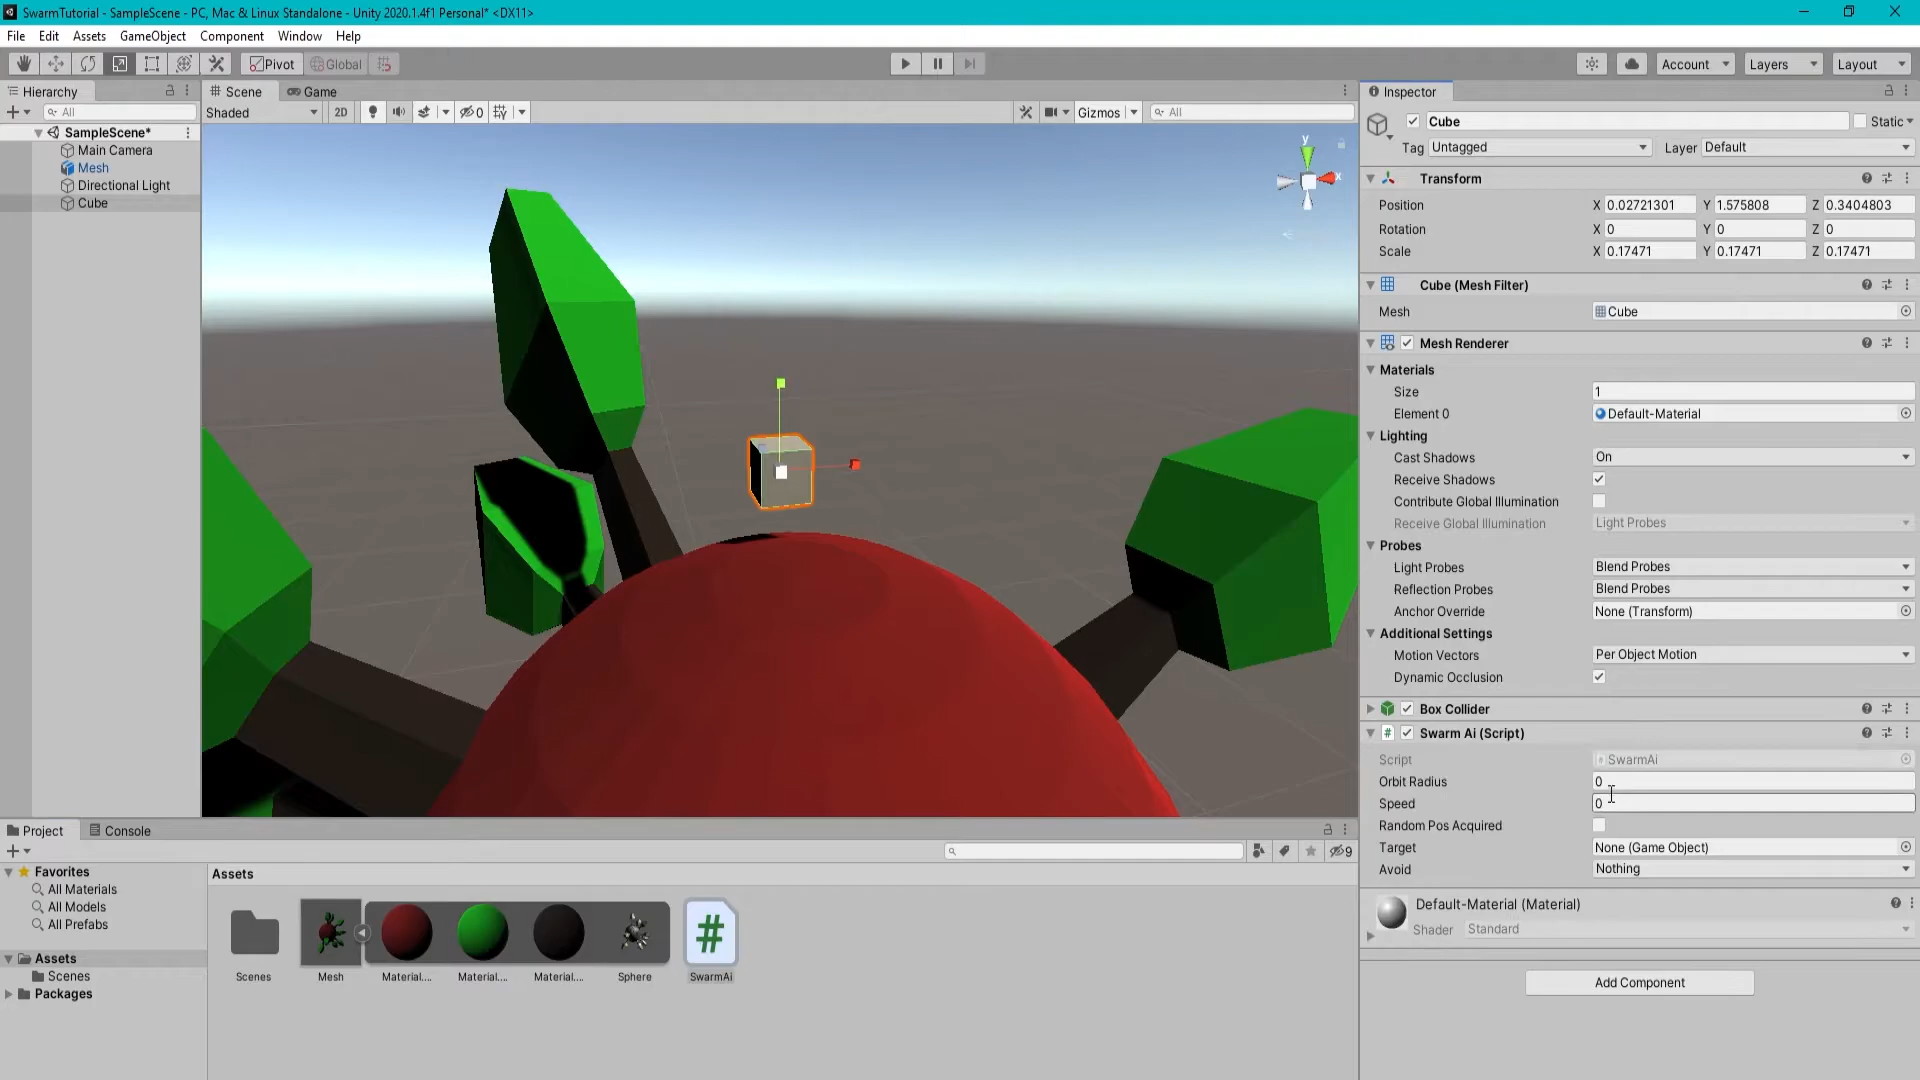 SwarmTutorial - SampleScene - PC, Mac & Linux Standalone - Unity 2020.1.4f1 Personal* <DX11>
File Edit Assets GameObject Component Window Help
Pivot Global Account Layers Layout
Hierarchy
All
SampleScene*
Main Camera
Mesh
Directional Light
Cube
Scene Game
Shaded 2D 0 Gizmos All
y
x
Inspector
Cube Static
Tag Untagged Layer Default
Transform
Position X 0.02721301 Y 1.575808 Z 0.3404803
Rotation X 0 Y 0 Z 0
Scale X 0.17471 Y 0.17471 Z 0.17471
Cube (Mesh Filter)
Mesh Cube
Mesh Renderer
Materials
Size 1
Element 0 Default-Material
Lighting
Cast Shadows On
Receive Shadows
Contribute Global Illumination
Receive Global Illumination Light Probes
Probes
Light Probes Blend Probes
Reflection Probes Blend Probes
Anchor Override None (Transform)
Additional Settings
Motion Vectors Per Object Motion
Dynamic Occlusion
Box Collider
# Swarm Ai (Script)
Script SwarmAi
Orbit Radius 0
Speed 0
Random Pos Acquired
Target None (Game Object)
Avoid Nothing
Default-Material (Material)
Shader Standard
Add Component
Project Console
9
Favorites
All Materials
All Models
All Prefabs
Assets
Scenes
Packages
Assets
Scenes Mesh Material.... Material.... Material.... Sphere SwarmAi